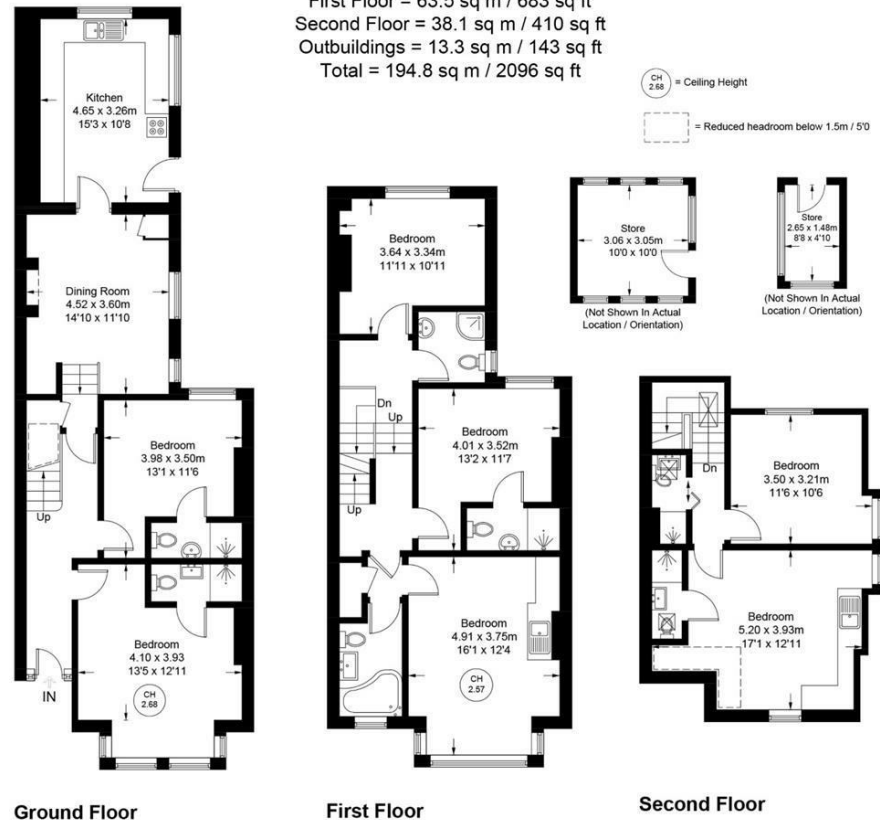 First Floor = 63.5 sq m / 683 sq ft
Second Floor = 38.1 sq m / 410 sq ft
Outbuildings = 13.3 sq m / 143 sq ft
Total = 194.8 sq m / 2096 sq ft
CH
2.68
= Ceiling Height
= Reduced headroom below 1.5m / 5'0
Kitchen
4.65 x 3.26m
15'3 x 10'8
Dining Room
4.52 x 3.60m
14'10 x 11'10
Bedroom
3.98 x 3.50m
13'1 x 11'6
Up
Bedroom
4.10 x 3.93
13'5 x 12'11
CH
2.68
IN
Ground Floor
Bedroom
3.64 x 3.34m
11'11 x 10'11
Dn
Up
Bedroom
4.01 x 3.52m
13'2 x 11'7
Up
Bedroom
4.91 x 3.75m
16'1 x 12'4
CH
2.57
First Floor
Store
3.06 x 3.05m
10'0 x 10'0
(Not Shown In Actual
Location / Orientation)
Store
2.65 x 1.48m
8'8 x 4'10
(Not Shown In Actual
Location / Orientation)
Dn
Bedroom
3.50 x 3.21m
11'6 x 10'6
Bedroom
5.20 x 3.93m
17'1 x 12'11
Second Floor